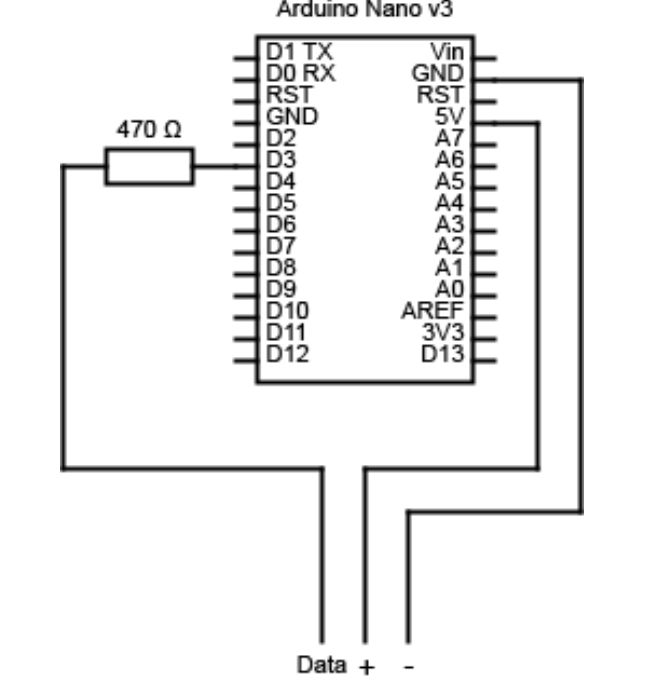 Arduino Nano v3
D1 TX
D0 RX
RST
GND
D2
D3
D4
D5
D6
D7
D8
D9
D10
D11
D12
Vin
GND
RST
5V
A7
A6
A5
A4
A3
A2
A1
A0
AREF
3V3
D13
470 Ω
Data + -